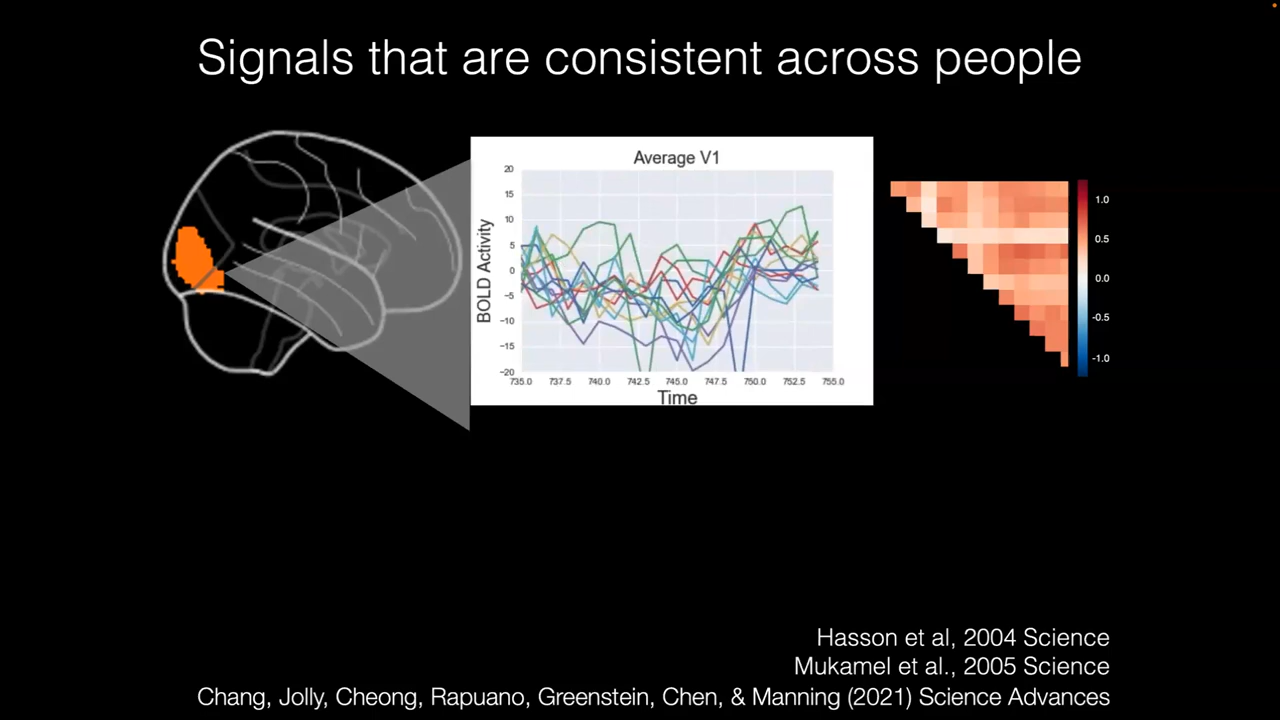 Signals that are consistent across people
Average V1
20
15
10
5
0
−5
−10
−15
−20
BOLD Activity
735.0 737.5 740.0 742.5 745.0 747.5 750.0 752.5 755.0
Time
1.0
0.5
0.0
-0.5
-1.0
Hasson et al, 2004 Science
Mukamel et al., 2005 Science
Chang, Jolly, Cheong, Rapuano, Greenstein, Chen, & Manning (2021) Science Advances